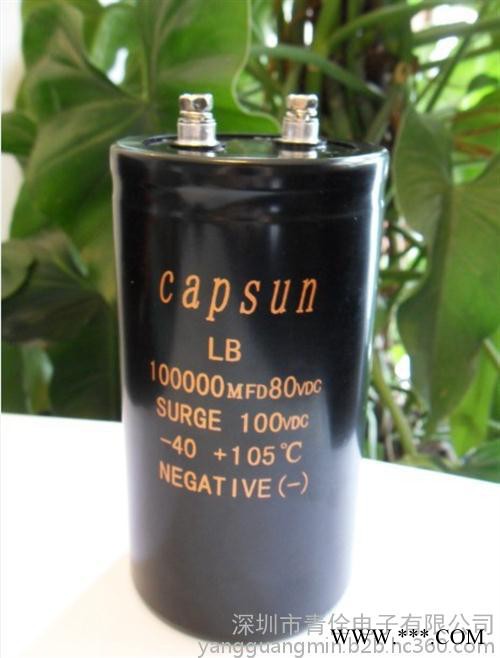 capsun
LB
100000MFD80VDC
SURGE 100VDC
-40 +105℃
NEGATIVE(-)
深圳市青佺电子有限公司
yangguangmin.b2b.hc360.com
www.***.COM